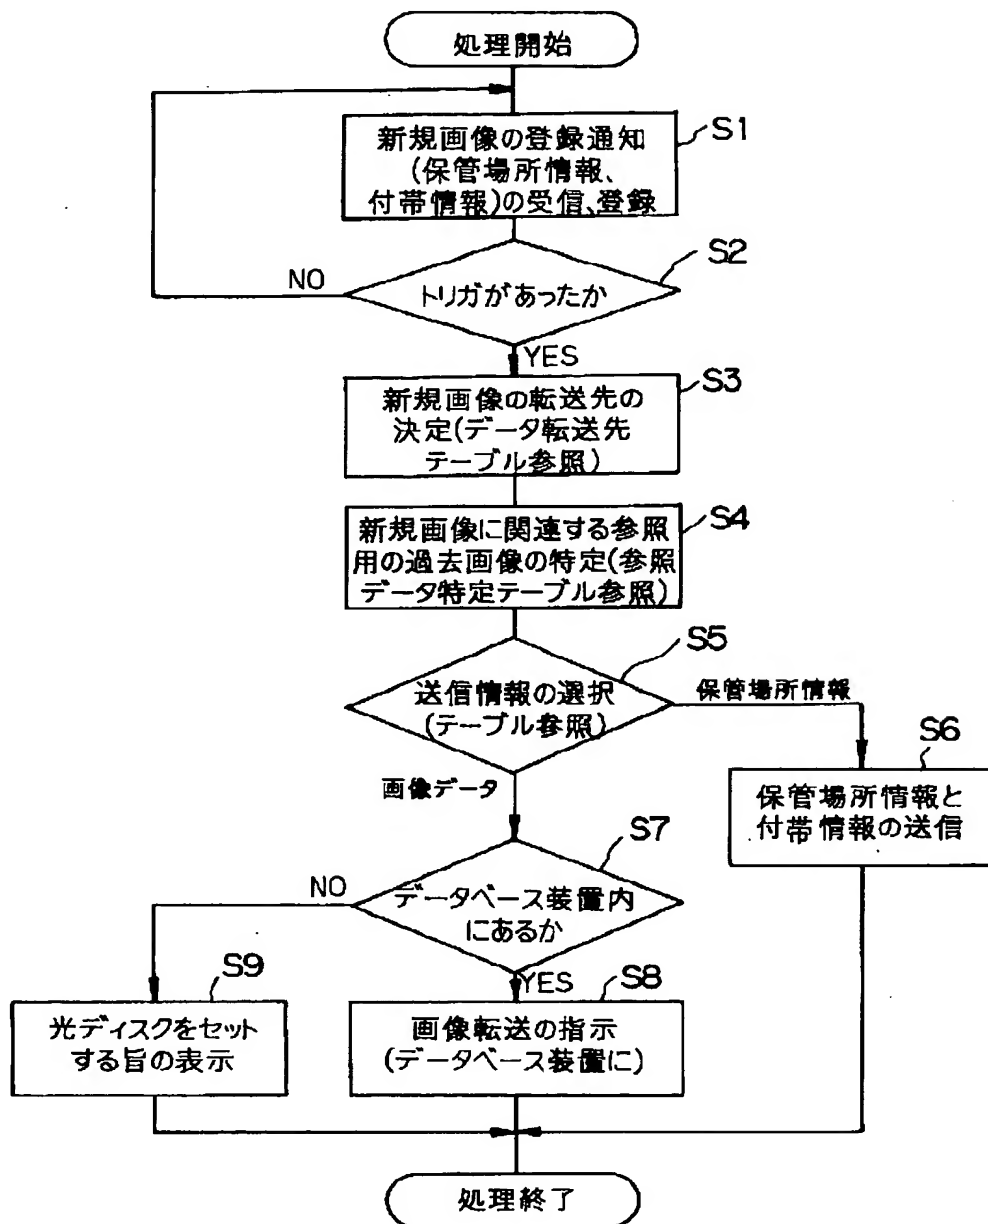 処理開始
新規画像の登録通知
(保管場所情報、
付帯情報)の受信、登録
S1
トリガがあったか
S2
NO
YES
新規画像の転送先の
決定(データ転送先
テーブル参照)
S3
新規画像に関連する参照
用の過去画像の特定(参照
データ特定テーブル参照)
S4
送信情報の選択
(テーブル参照)
S5
保管場所情報
画像データ
保管場所情報と
付帯情報の送信
S6
データベース装置内
にあるか
S7
NO
YES
光ディスクをセット
する旨の表示
S9
画像転送の指示
(データベース装置に)
S8
処理終了